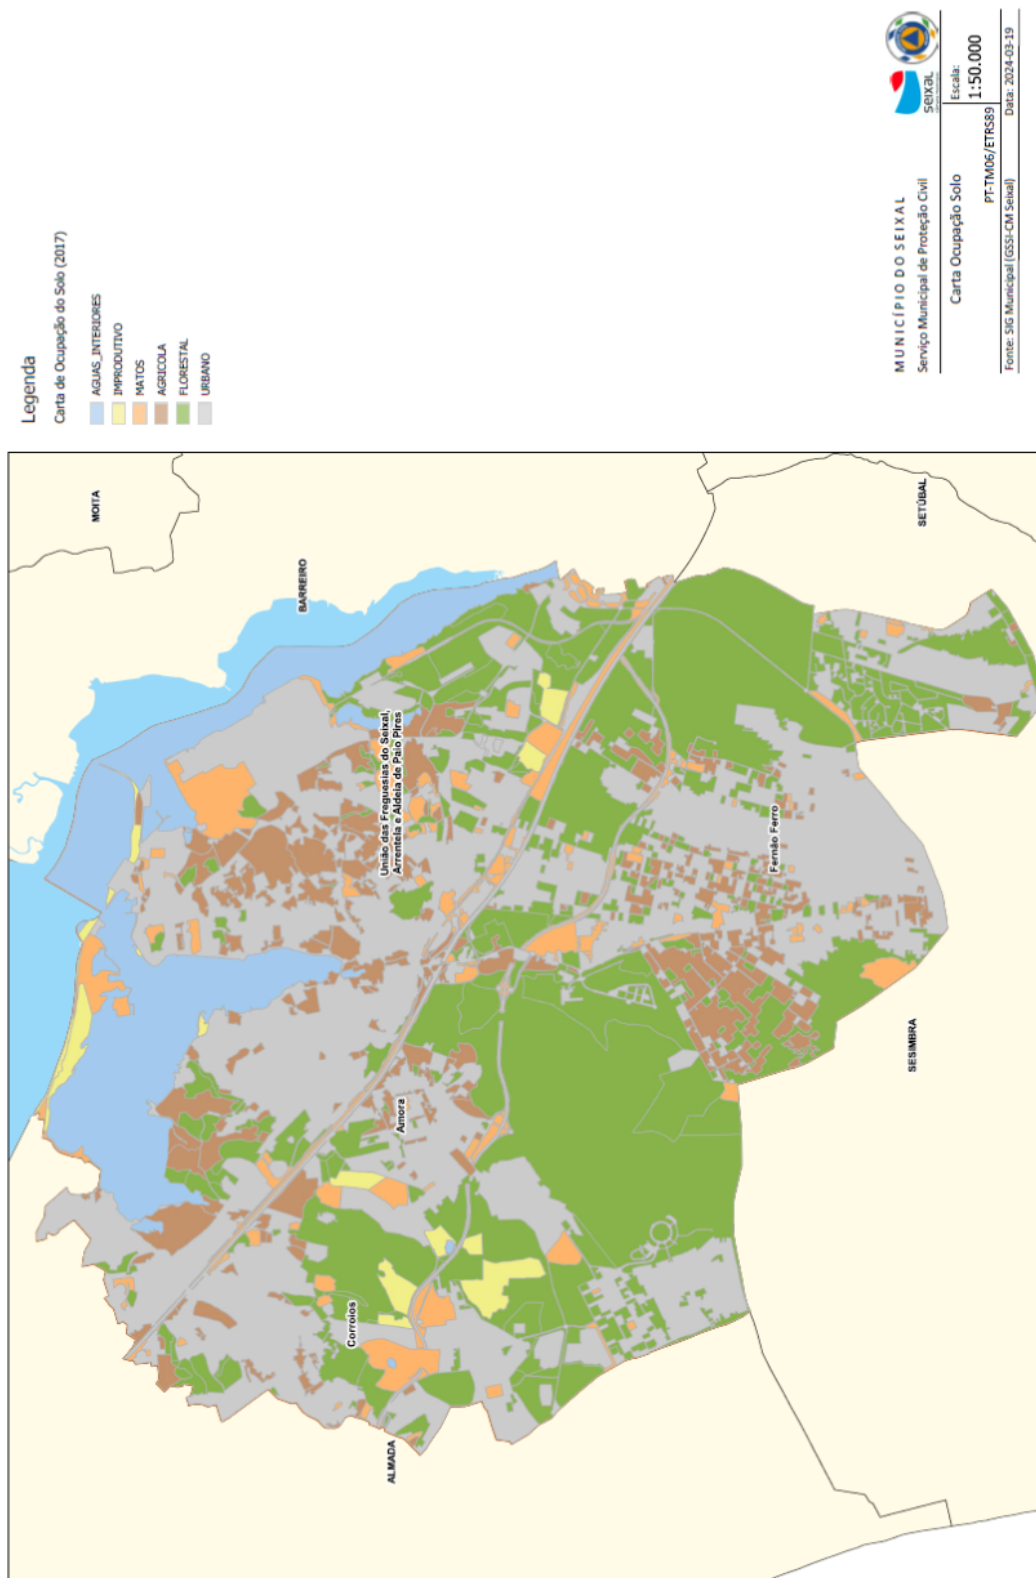 Legenda
Carta de Ocupação do Solo (2017)
AGUAS_INTERIORES
IMPRODUTIVO
MATOS
AGRICOLA
FLORESTAL
URBANO
MOITA
BARREIRO
SETÚBAL
União das Freguesias do Seixal,
Arrentela e Aldeia de Paio Pires
Fernão Ferro
Amora
Corroios
SESIMBRA
ALMADA
MUNICÍPIO DO SEIXAL
Serviço Municipal de Proteção Civil
seixal
Carta Ocupação Solo
Escala:
1:50.000
PT-TM06/ETRS89
Fonte: SIG Municipal (GSSI-CM Seixal)
Data: 2024-03-19